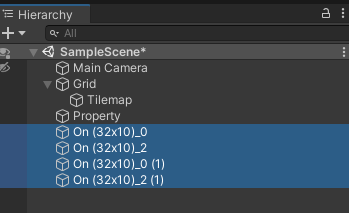 Hierarchy
All
SampleScene*
Main Camera
Grid
Tilemap
Property
On (32x10)_0
On (32x10)_2
On (32x10)_0 (1)
On (32x10)_2 (1)